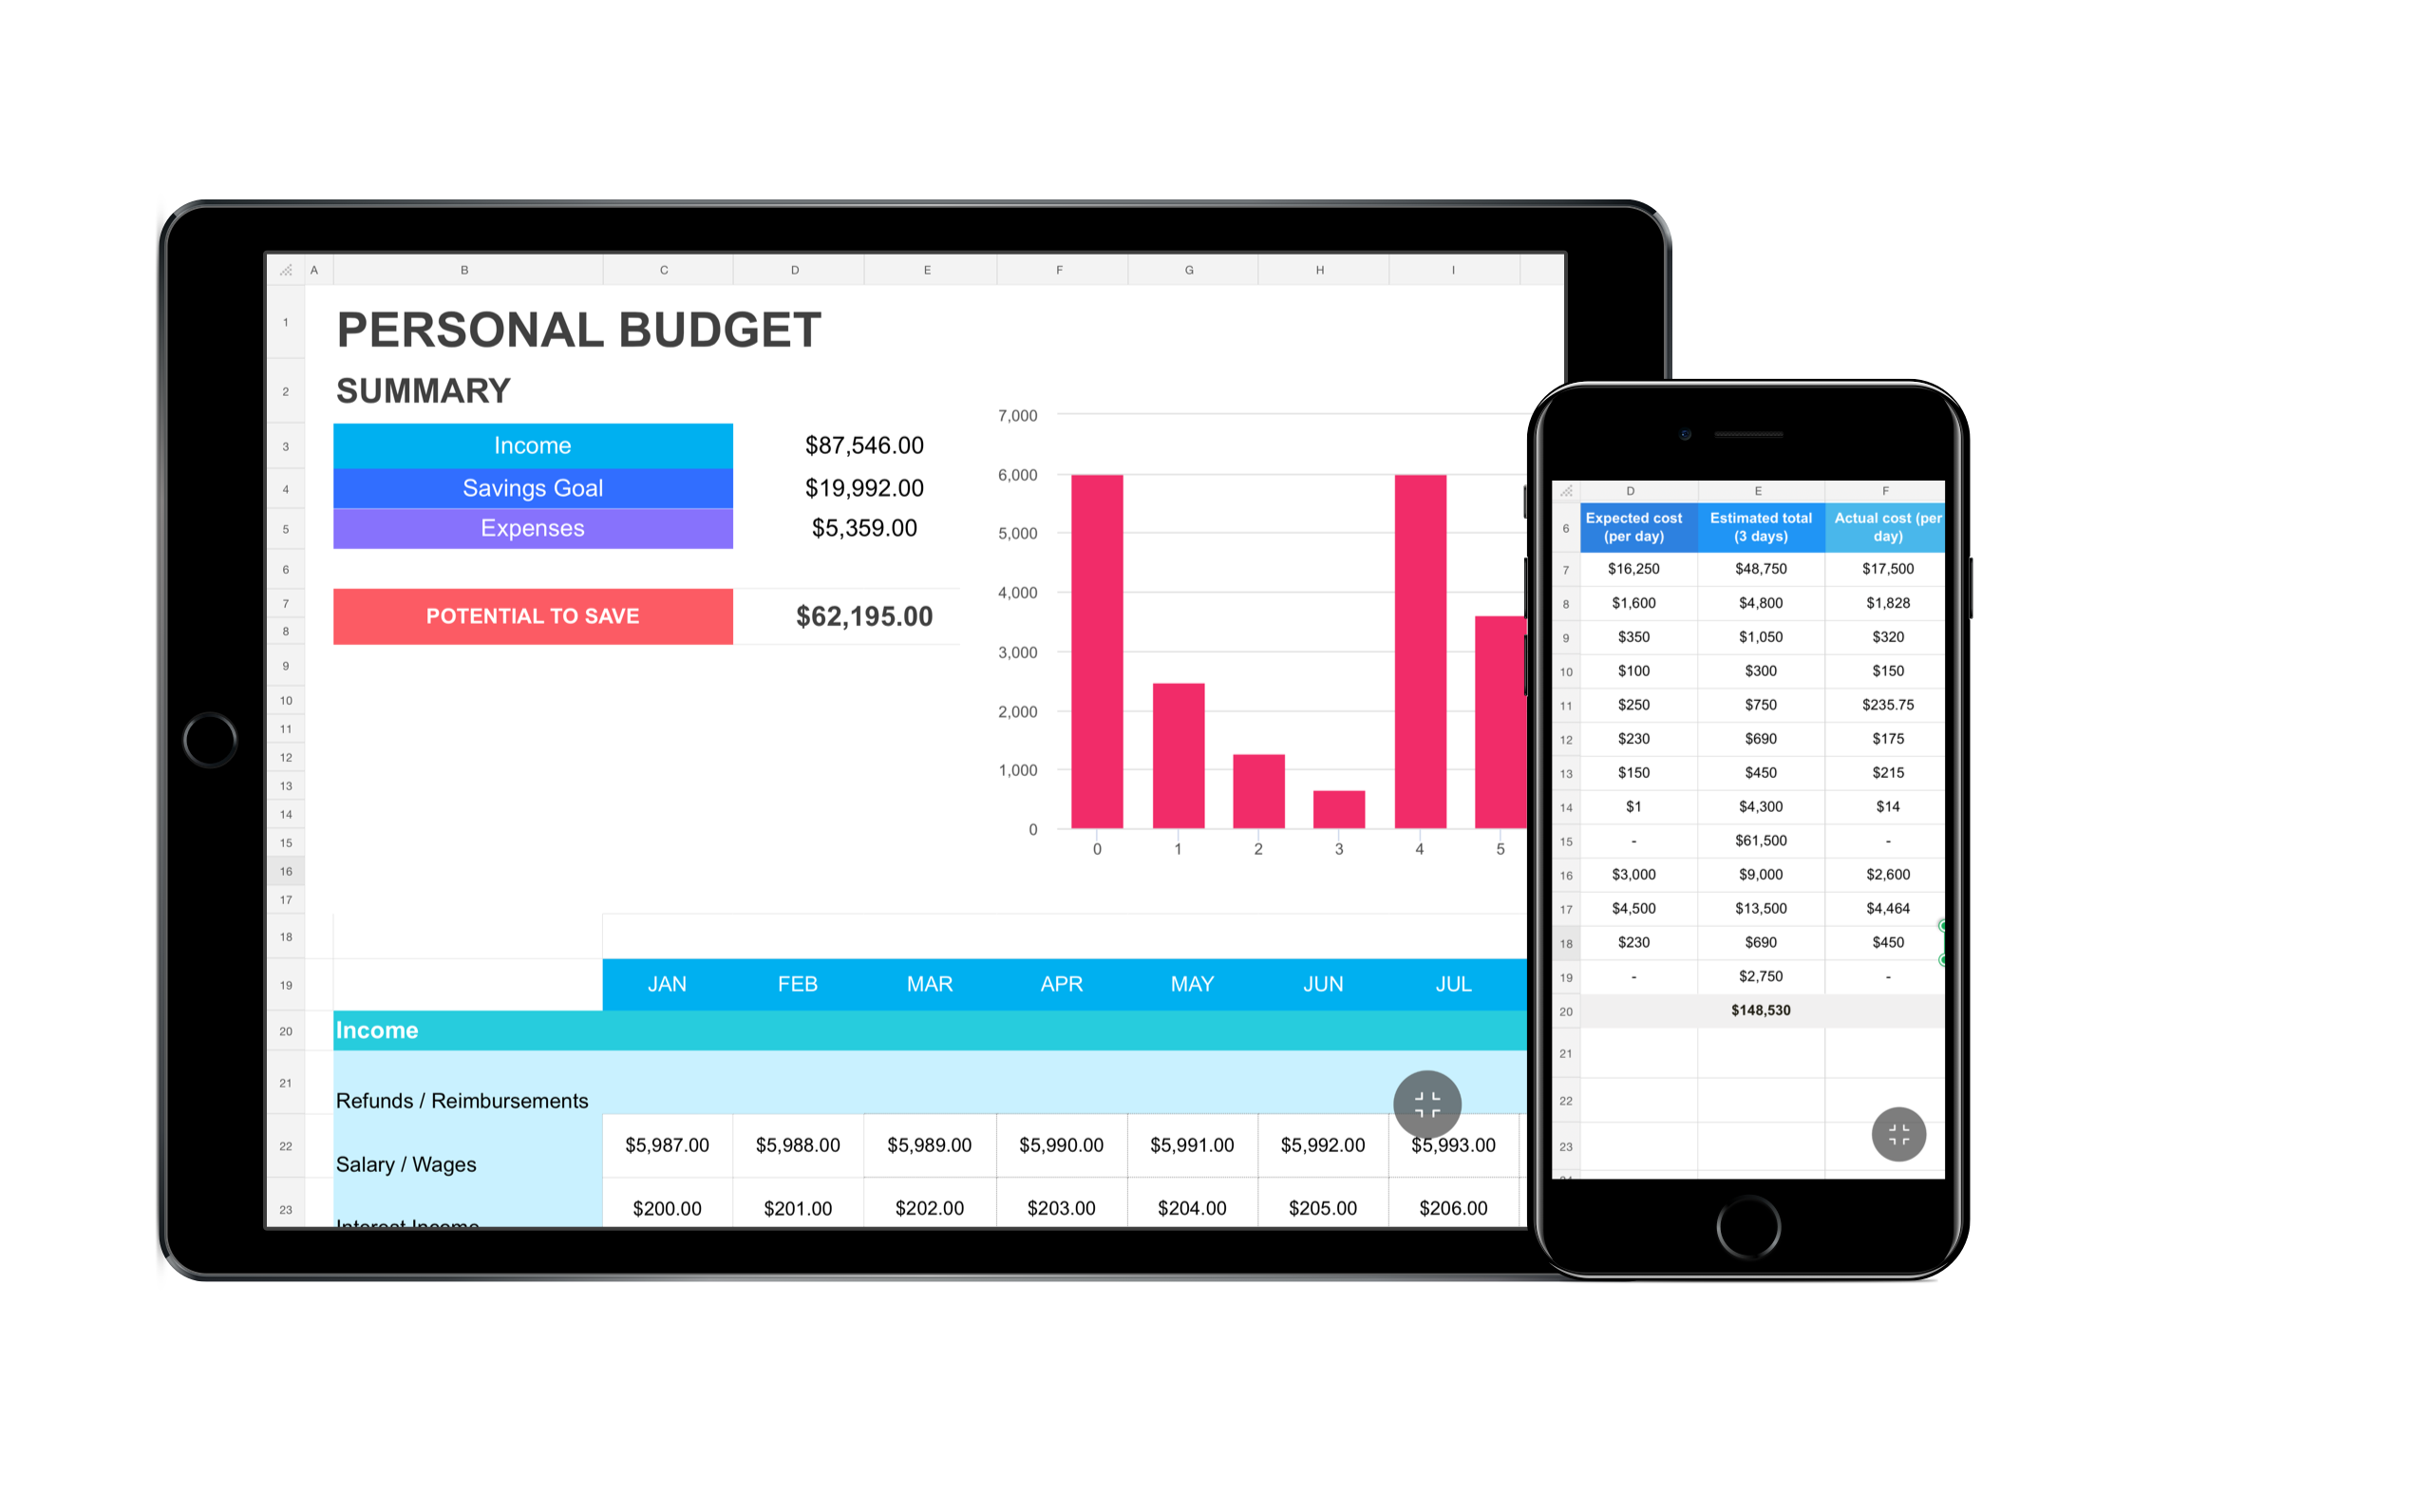 A B C D E F G H I
1 PERSONAL BUDGET
2 SUMMARY
7,000
3 Income $87,546.00
6,000
4 Savings Goal $19,992.00
5 Expenses $5,359.00
5,000
6
4,000
7
POTENTIAL TO SAVE $62,195.00
8
3,000
9
10
2,000
11
12
1,000
13
14
0
15
0 1 2 3 4 5
16
17
18
19 JAN FEB MAR APR MAY JUN JUL
20 Income
21 Refunds / Reimbursements
22 Salary / Wages $5,987.00 $5,988.00 $5,989.00 $5,990.00 $5,991.00 $5,992.00 $5,993.00
23 Interest Income $200.00 $201.00 $202.00 $203.00 $204.00 $205.00 $206.00
D E F
6 Expected cost (per day) Estimated total (3 days) Actual cost (per day)
7 $16,250 $48,750 $17,500
8 $1,600 $4,800 $1,828
9 $350 $1,050 $320
10 $100 $300 $150
11 $250 $750 $235.75
12 $230 $690 $175
13 $150 $450 $215
14 $1 $4,300 $14
15 - $61,500 -
16 $3,000 $9,000 $2,600
17 $4,500 $13,500 $4,464
18 $230 $690 $450
19 - $2,750 -
20 $148,530
21
22
23